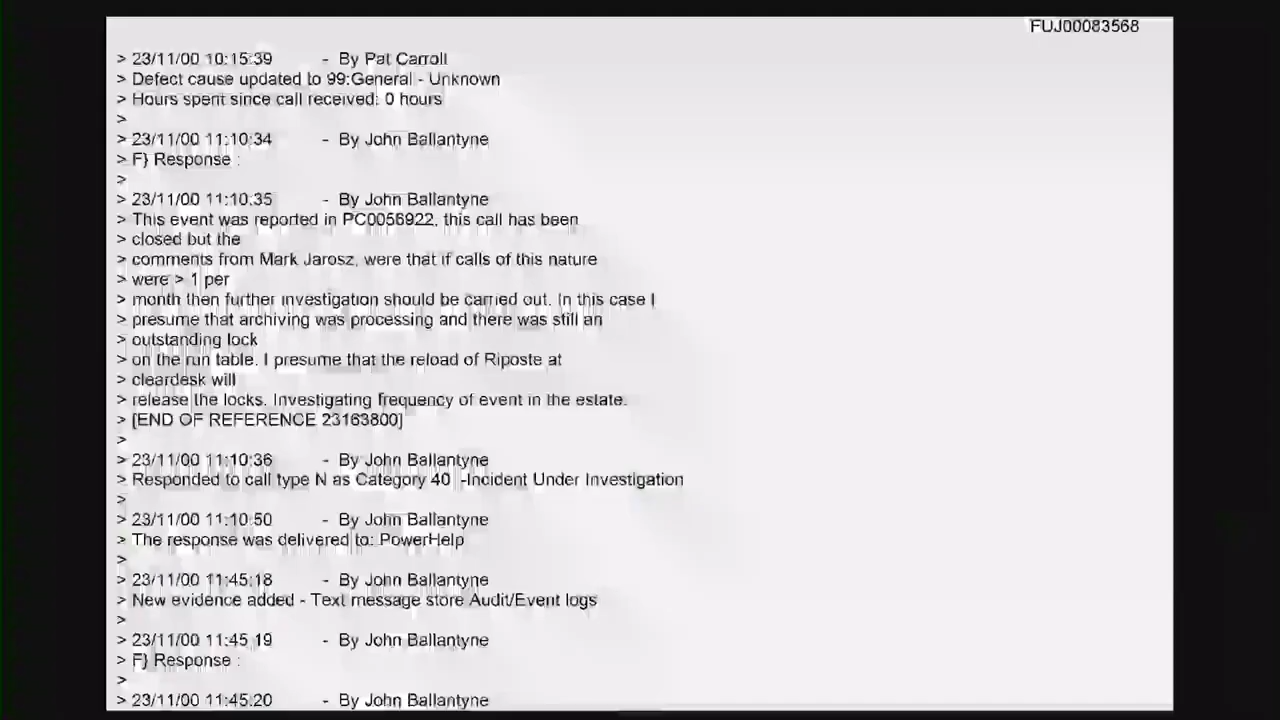 FUJ00083568
> 23/11/00 10:15:39 - By Pat Carroll
> Defect cause updated to 99:General - Unknown
> Hours spent since call received: 0 hours
>
> 23/11/00 11:10:34 - By John Ballantyne
> F} Response :
>
> 23/11/00 11:10:35 - By John Ballantyne
> This event was reported in PC0056922, this call has been
> closed but the
> comments from Mark Jarosz, were that if calls of this nature
> were > 1 per
> month then further investigation should be carried out. In this case I
> presume that archiving was processing and there was still an
> outstanding lock
> on the run table. I presume that the reload of Riposte at
> cleardesk will
> release the locks. Investigating frequency of event in the estate.
> [END OF REFERENCE 23163800]
>
> 23/11/00 11:10:36 - By John Ballantyne
> Responded to call type N as Category 40 -Incident Under Investigation
>
> 23/11/00 11:10:50 - By John Ballantyne
> The response was delivered to: PowerHelp
>
> 23/11/00 11:45:18 - By John Ballantyne
> New evidence added - Text message store Audit/Event logs
>
> 23/11/00 11:45:19 - By John Ballantyne
> F} Response :
>
> 23/11/00 11:45:20 - By John Ballantyne